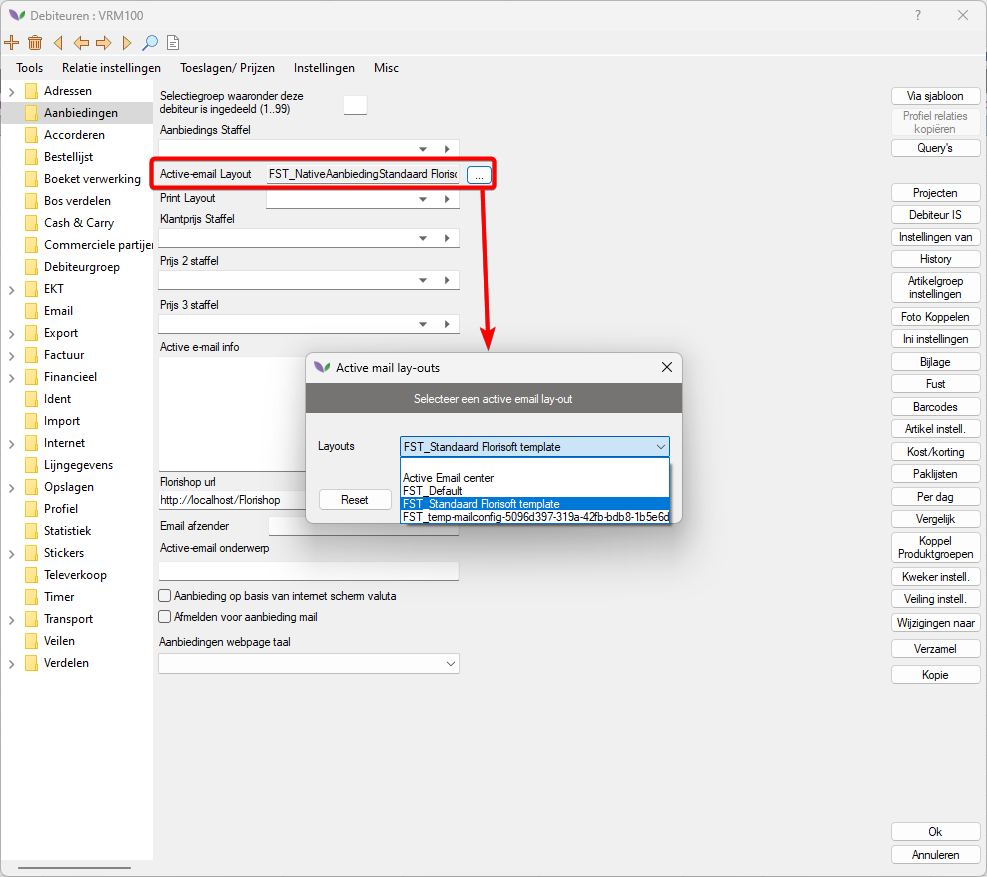 Debiteuren : VRM100
?
Tools
Relatie instellingen
Toeslagen/ Prijzen
Instellingen
Misc
Adressen
Aanbiedingen
Accorderen
Bestellijst
Boeket verwerking
Bos verdelen
Cash & Carry
Commerciele partijen
Debiteurgroep
EKT
Email
Export
Factuur
Financieel
Ident
Import
Internet
Lijngegevens
Opslagen
Profiel
Statistiek
Stickers
Televerkoop
Timer
Transport
Veilen
Verdelen
Selectiegroep waaronder deze
debiteur is ingedeeld (1..99)
Aanbiedings Staffel
Active-email Layout
FST_NativeAanbiedingStandaard Floriso
...
Print Layout
Klantprijs Staffel
Prijs 2 staffel
Prijs 3 staffel
Active e-mail info
Active mail lay-outs
Selecteer een active email lay-out
Layouts
FST_Standaard Florisoft template
Active Email center
FST_Default
FST_Standaard Florisoft template
FST_temp-mailconfig-5096d397-319a-42fb-bdb8-1b5e6d
Reset
Florishop url
http://localhost/Florishop
Email afzender
Active-email onderwerp
Aanbieding op basis van internet scherm valuta
Afmelden voor aanbieding mail
Aanbiedingen webpage taal
Via sjabloon
Profiel relaties
kopiëren
Query's
Projecten
Debiteur IS
Instellingen van
History
Artikelgroep
instellingen
Foto Koppelen
Ini instellingen
Bijlage
Fust
Barcodes
Artikel instell.
Kost/korting
Paklijsten
Per dag
Vergelijk
Koppel
Produktgroepen
Kweker instell.
Veiling instell.
Wijzigingen naar
Verzamel
Kopie
Ok
Annuleren